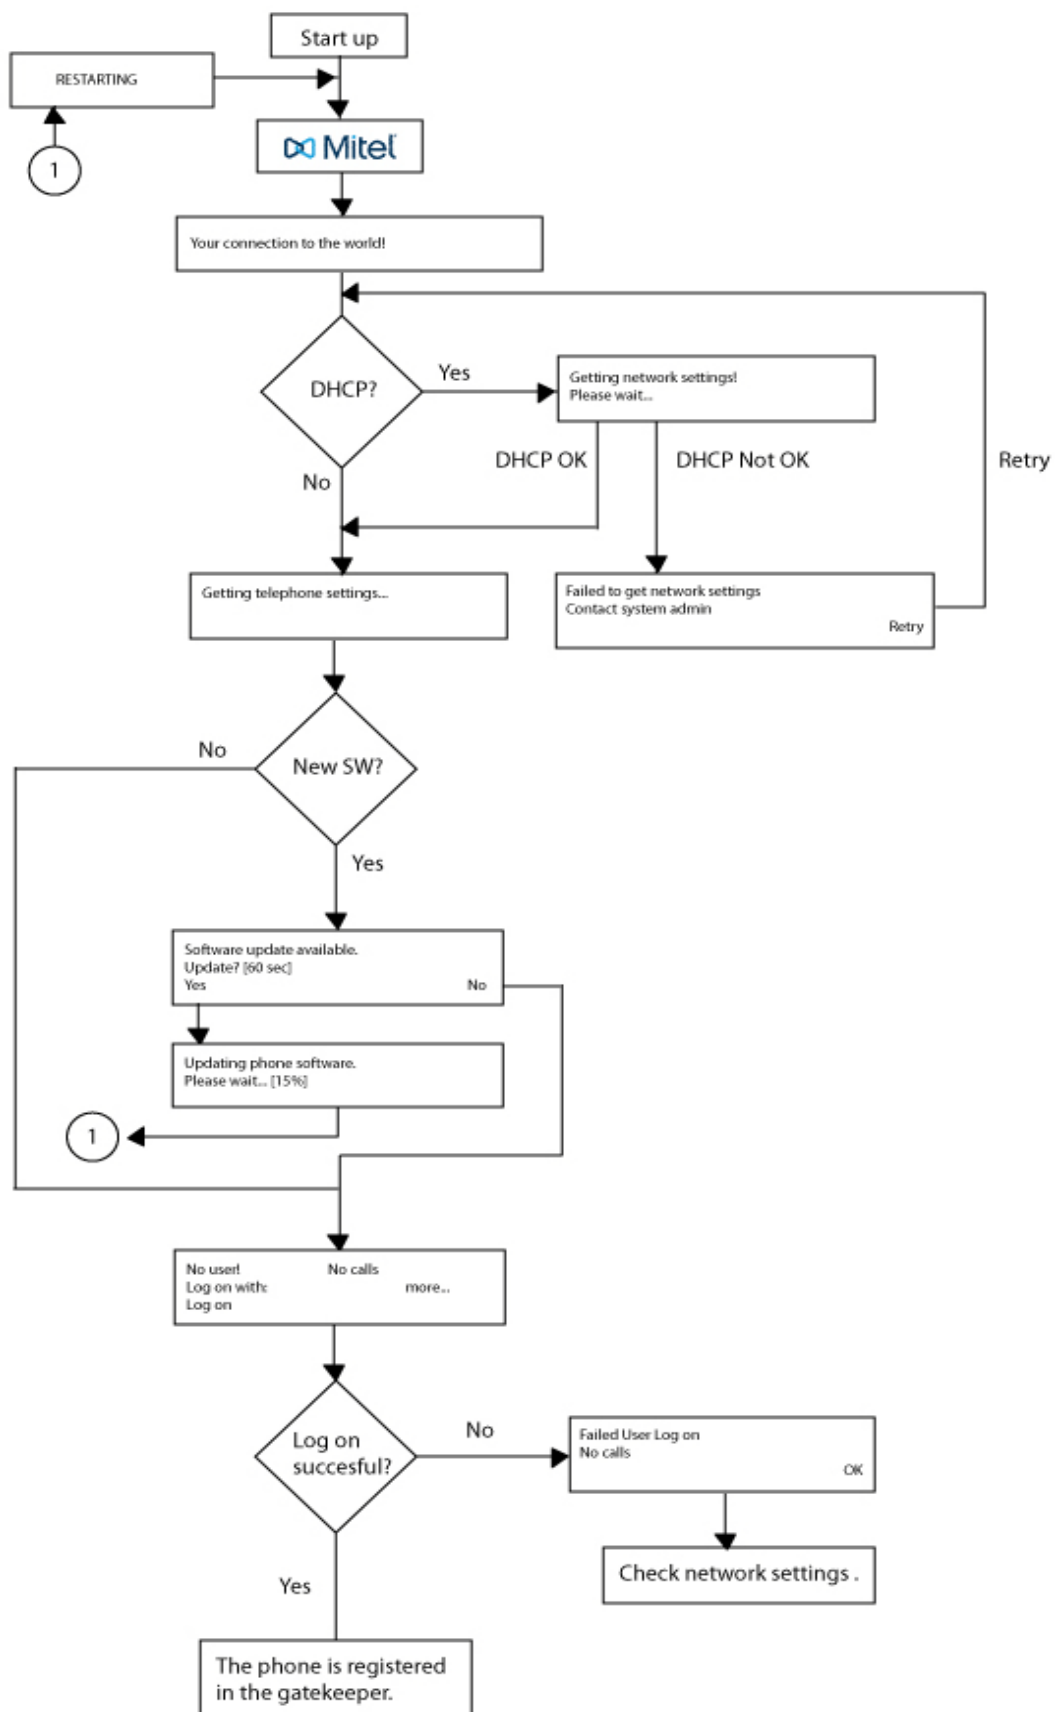 Start up
RESTARTING
1
Mitel
Your connection to the world!
DHCP?
Yes
Getting network settings!
Please wait...
DHCP OK
DHCP Not OK
Retry
No
Getting telephone settings...
Failed to get network settings
Contact system admin
Retry
No
New SW?
Yes
Software update available.
Update? [60 sec]
Yes No
Updating phone software.
Please wait... [15%]
1
No user! No calls
Log on with: more...
Log on
Log on
succesful?
No
Failed User Log on
No calls
OK
Check network settings .
Yes
The phone is registered
in the gatekeeper.